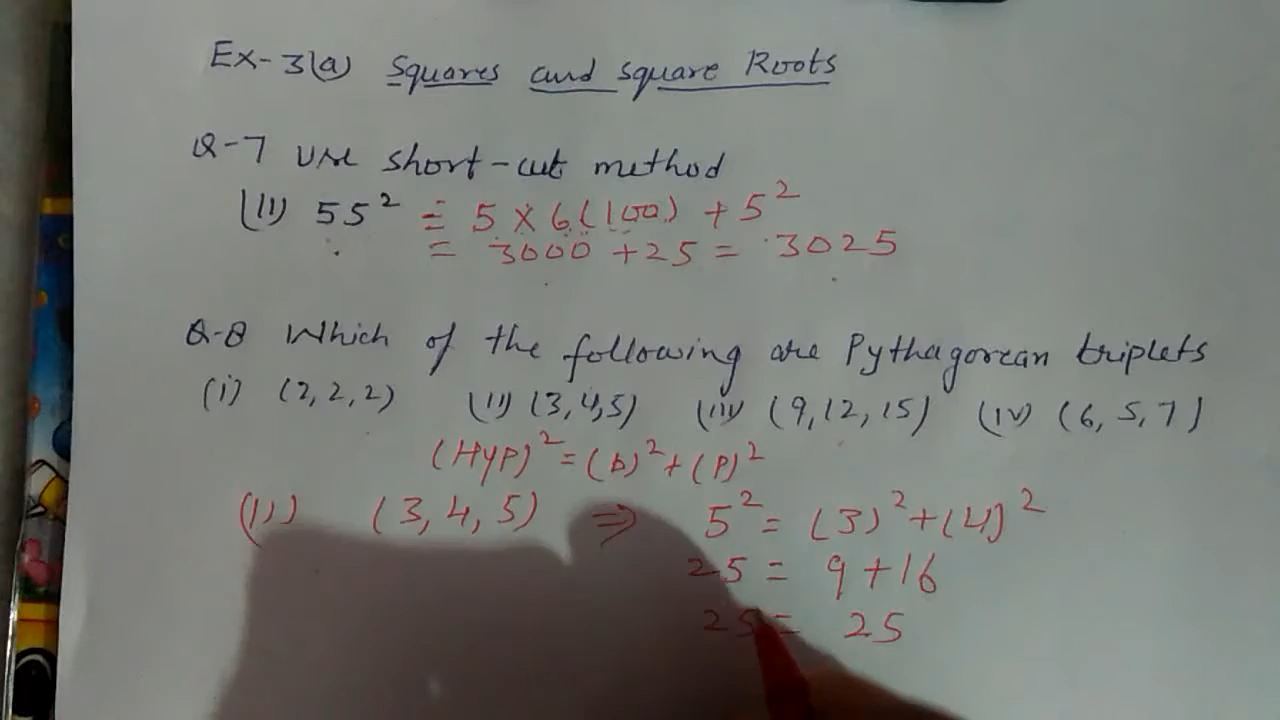 Ex-3(a) Squares and square Roots
Q-7 Use short-cut method
(ii) 55² = 5 × 6(100) + 5²
= 3000 + 25 = 3025
Q-8 Which of the following are Pythagorean triplets
(i) (2, 2, 2) (ii) (3, 4, 5) (iii) (9, 12, 15) (iv) (6, 5, 7)
(Hyp)² = (b)² + (P)²
(ii) (3, 4, 5) ⇒ 5² = (3)² + (4)²
25 = 9 + 16
25 = 25